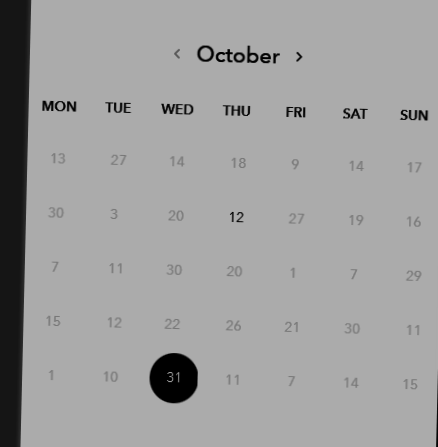 ‹ October ›
MON TUE WED THU FRI SAT SUN
13 27 14 18 9 14 17
30 3 20 12 27 19 16
7 11 30 20 1 7 29
15 12 22 26 21 30 11
1 10 31 11 7 14 15